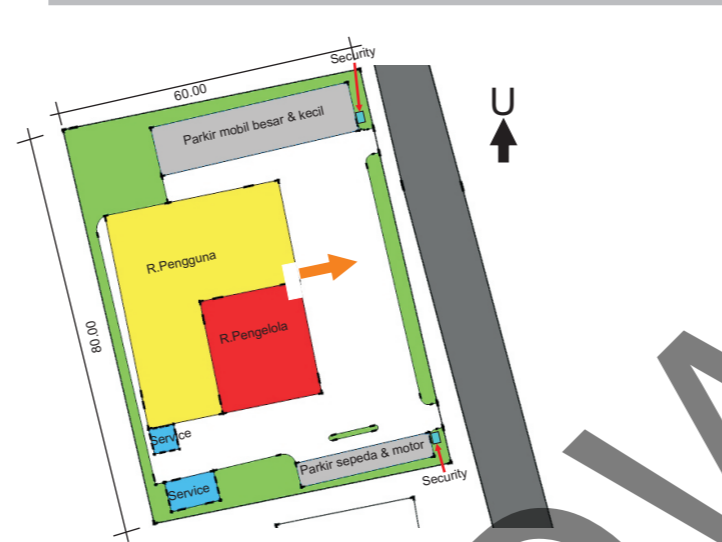 Security
60.00
U
Parkir mobil besar & kecil
R.Pengguna
R.Pengelola
80.00
Service
Parkir sepeda & motor
Service
Security